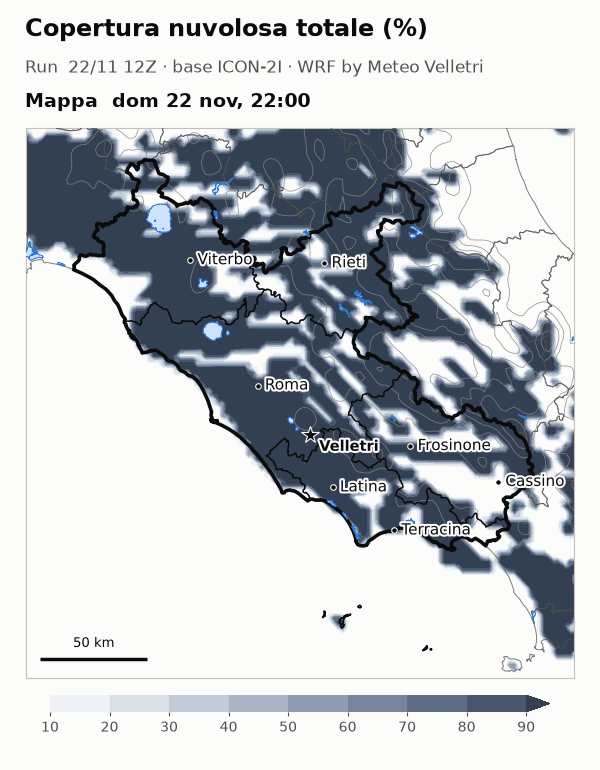 Copertura nuvolosa totale (%)
Run  22/11 12Z · base ICON-2I · WRF by Meteo Velletri
Mappa  dom 22 nov, 22:00
Viterbo
Rieti
Roma
Velletri
Frosinone
Latina
Cassino
Terracina
50 km
10 20 30 40 50 60 70 80 90